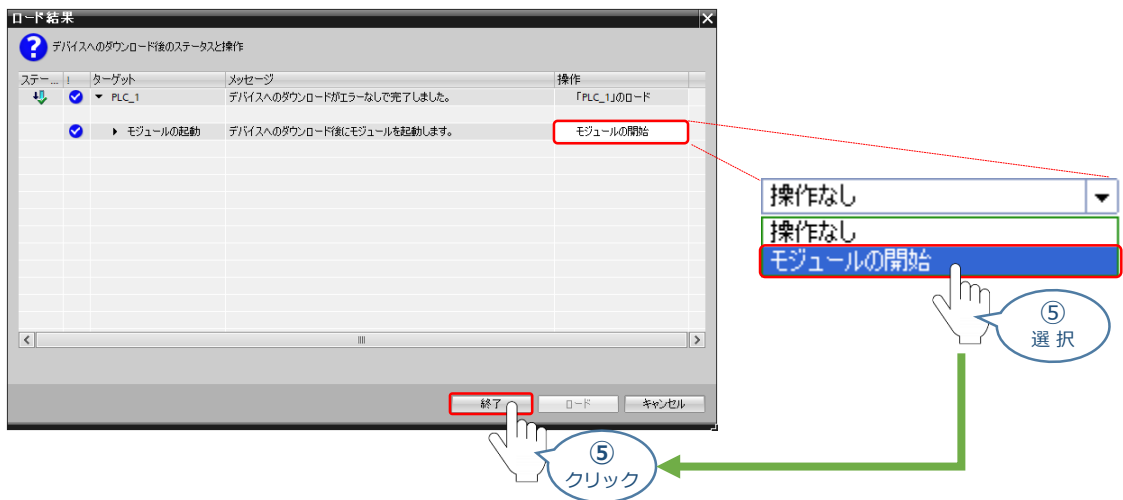 ロード結果
デバイスへのダウンロード後のステータスと操作
ステー... ! ターゲット メッセージ 操作
PLC_1 デバイスへのダウンロードがエラーなしで完了しました。 「PLC_1」のロード
モジュールの起動 デバイスへのダウンロード後にモジュールを起動します。 モジュールの開始
操作なし
操作なし
モジュールの開始
⑤
選 択
終了 ロード キャンセル
⑤
クリック